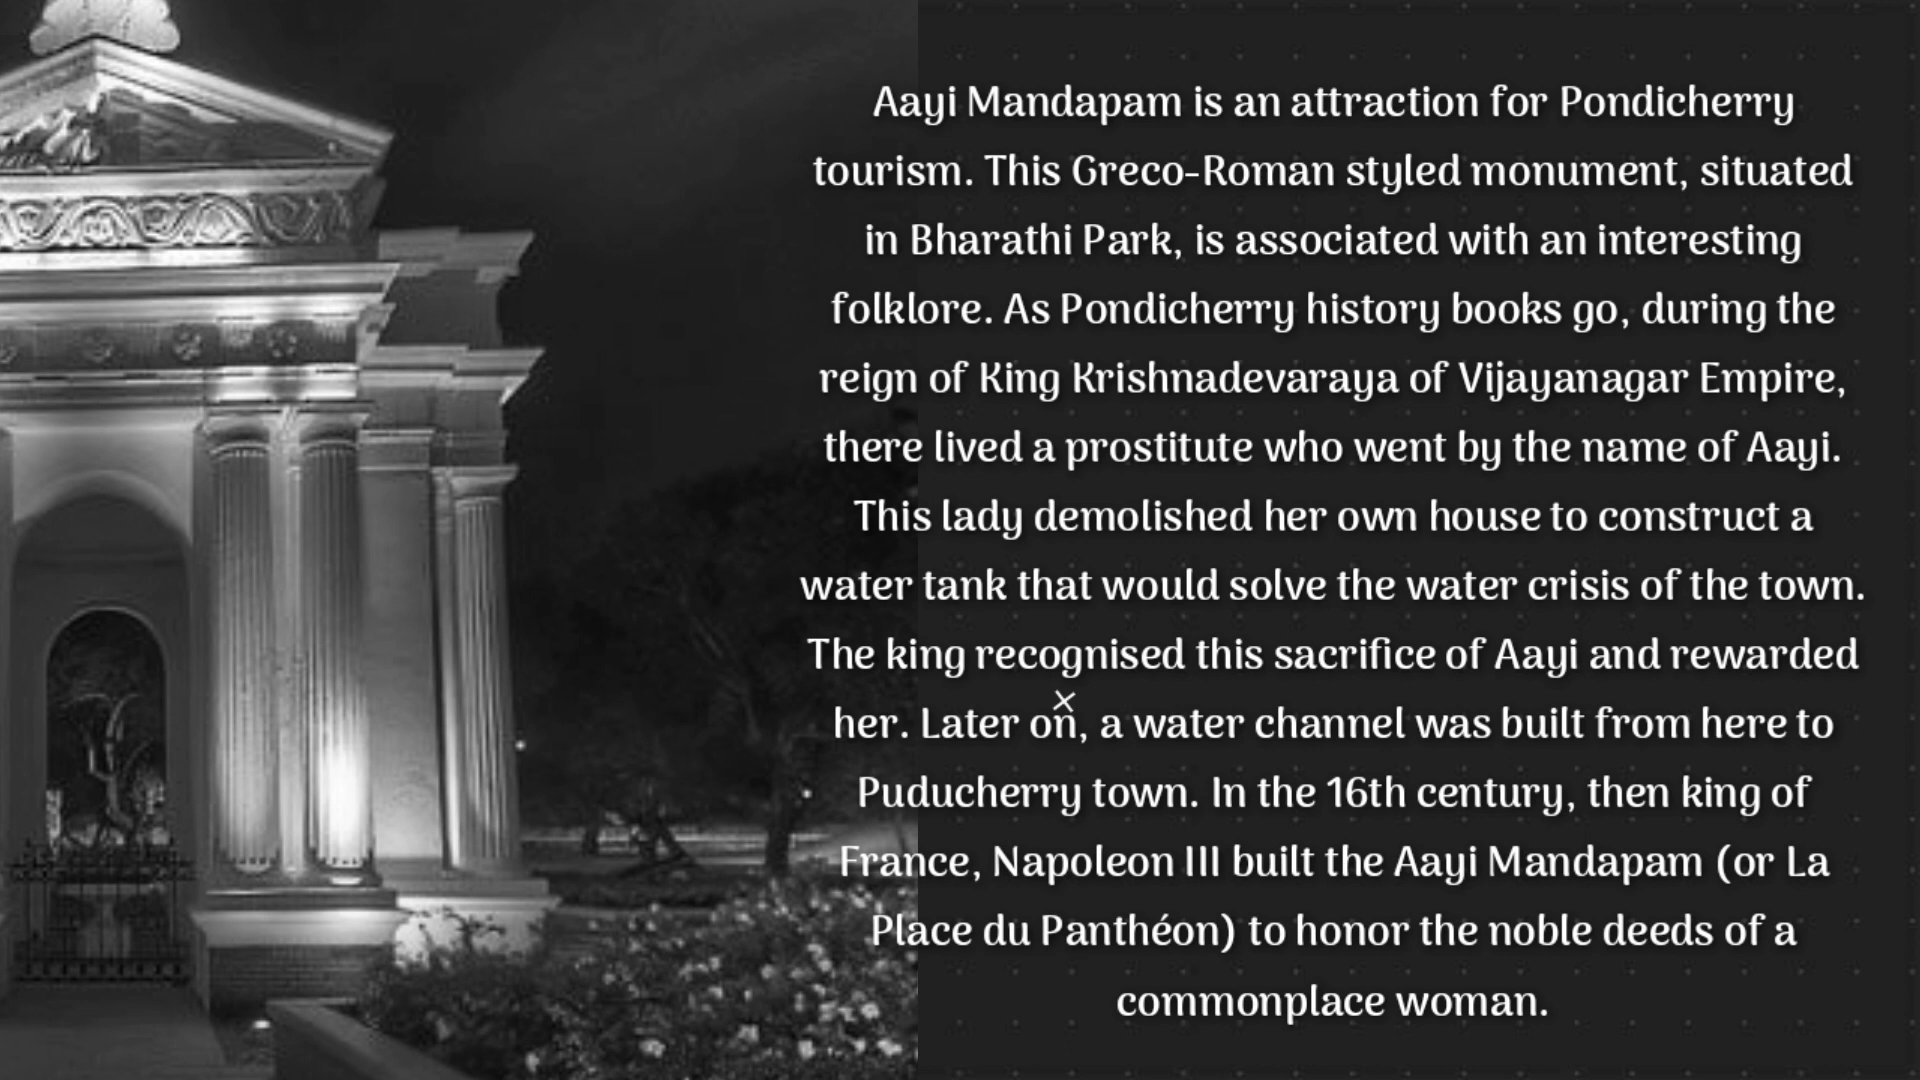 Aayi Mandapam is an attraction for Pondicherry
tourism. This Greco-Roman styled monument, situated
in Bharathi Park, is associated with an interesting
folklore. As Pondicherry history books go, during the
reign of King Krishnadevaraya of Vijayanagar Empire,
there lived a prostitute who went by the name of Aayi.
This lady demolished her own house to construct a
water tank that would solve the water crisis of the town.
The king recognised this sacrifice of Aayi and rewarded
her. Later on, a water channel was built from here to
Puducherry town. In the 16th century, then king of
France, Napoleon III built the Aayi Mandapam (or La
Place du Panthéon) to honor the noble deeds of a
commonplace woman.